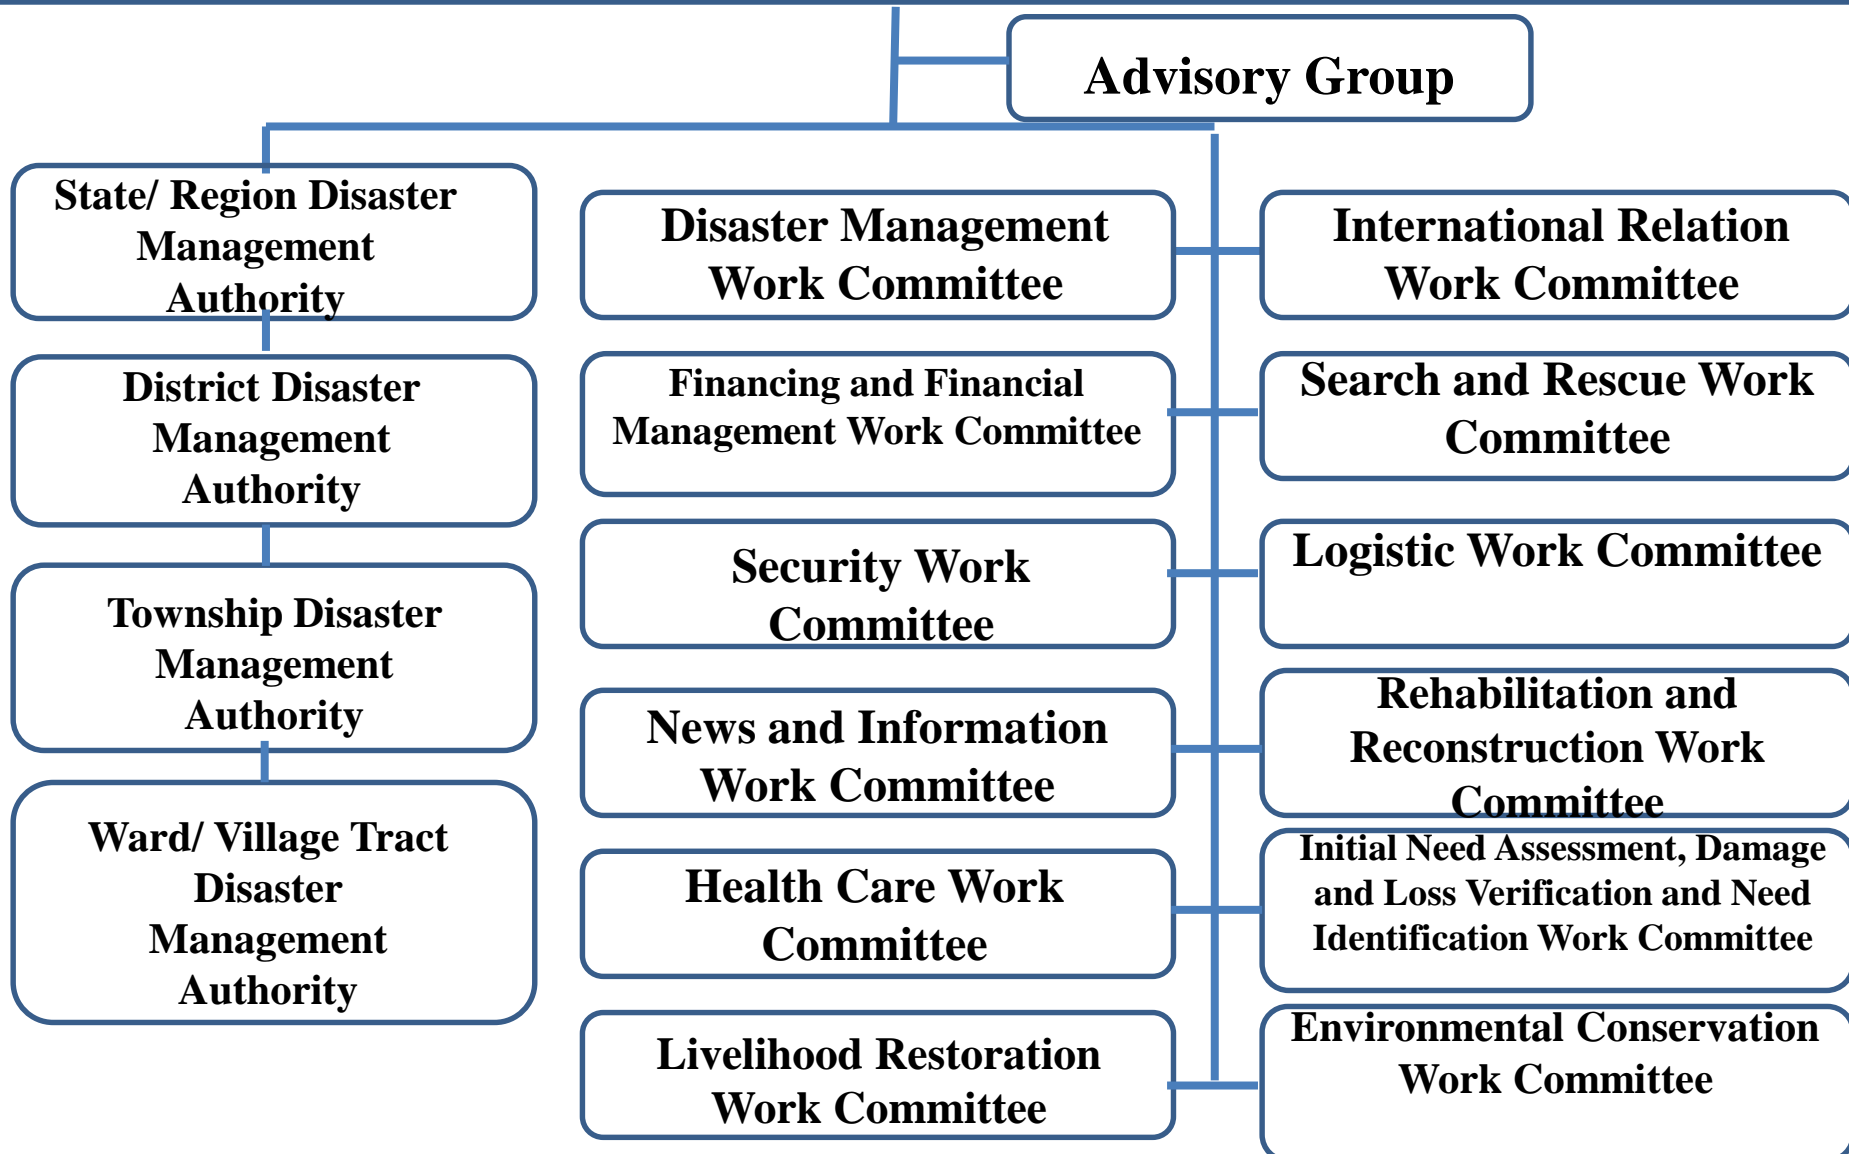 Advisory Group
State/ Region Disaster
Management
Authority
District Disaster
Management
Authority
Township Disaster
Management
Authority
Ward/ Village Tract
Disaster
Management
Authority
Disaster Management
Work Committee
Financing and Financial
Management Work Committee
Security Work
Committee
News and Information
Work Committee
Health Care Work
Committee
Livelihood Restoration
Work Committee
International Relation
Work Committee
Search and Rescue Work
Committee
Logistic Work Committee
Rehabilitation and
Reconstruction Work
Committee
Initial Need Assessment, Damage
and Loss Verification and Need
Identification Work Committee
Environmental Conservation
Work Committee